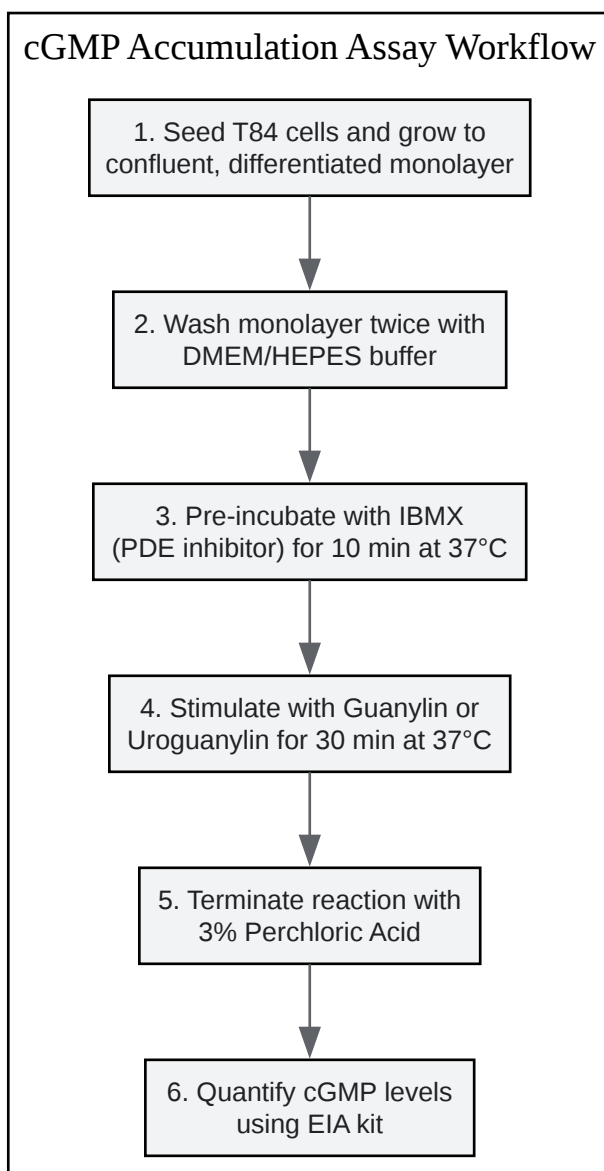 cGMP Accumulation Assay Workflow
1. Seed T84 cells and grow to
confluent, differentiated monolayer
2. Wash monolayer twice with
DMEM/HEPES buffer
3. Pre-incubate with IBMX
(PDE inhibitor) for 10 min at 37°C
4. Stimulate with Guanylin or
Uroguanylin for 30 min at 37°C
5. Terminate reaction with
3% Perchloric Acid
6. Quantify cGMP levels
using EIA kit